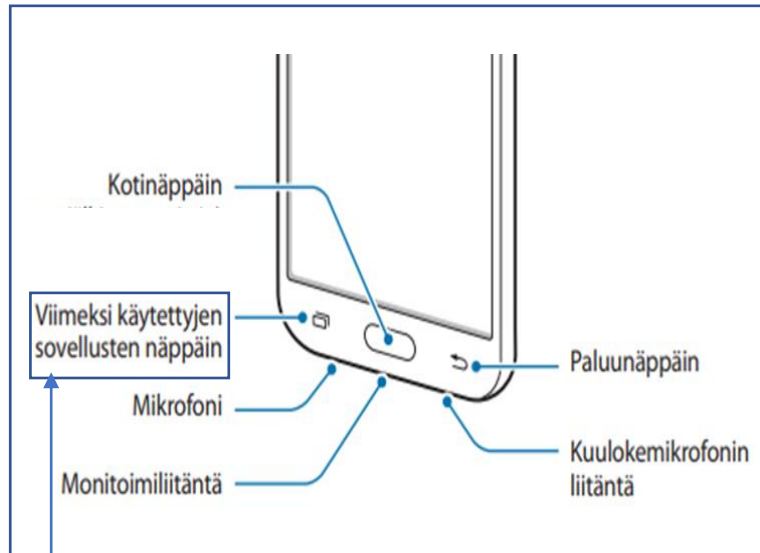 Kotinäppäin
Viimeksi käytettyjen
sovellusten näppäin
Paluunäppäin
Mikrofoni
Kuulokemikrofonin
liitäntä
Monitoimiliitäntä